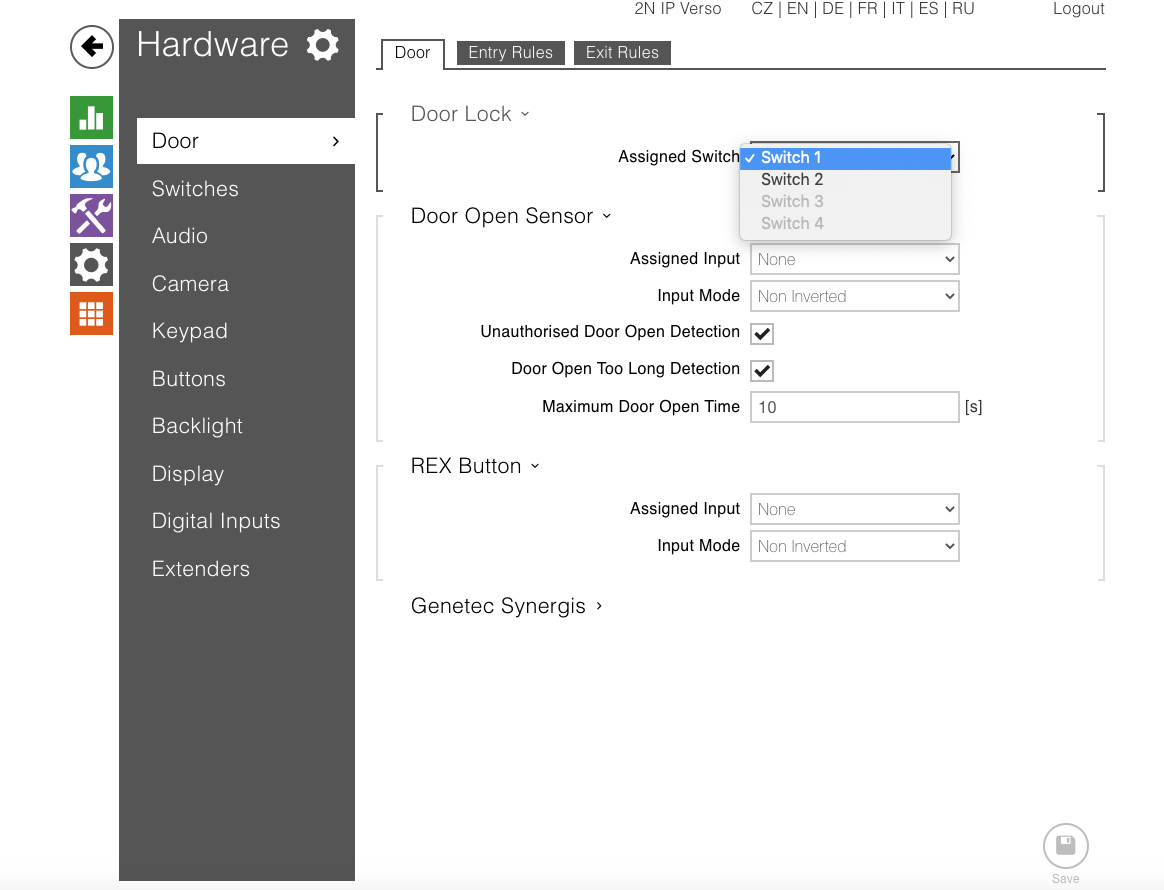 2N IP Verso CZ | EN | DE | FR | IT | ES | RU Logout
Hardware
Door Entry Rules Exit Rules
Door
Switches
Audio
Camera
Keypad
Buttons
Backlight
Display
Digital Inputs
Extenders
Door Lock
Assigned Switch
Switch 1
Switch 2
Switch 3
Switch 4
Door Open Sensor
Assigned Input None
Input Mode Non Inverted
Unauthorised Door Open Detection
Door Open Too Long Detection
Maximum Door Open Time 10 [s]
REX Button
Assigned Input None
Input Mode Non Inverted
Genetec Synergis
Save